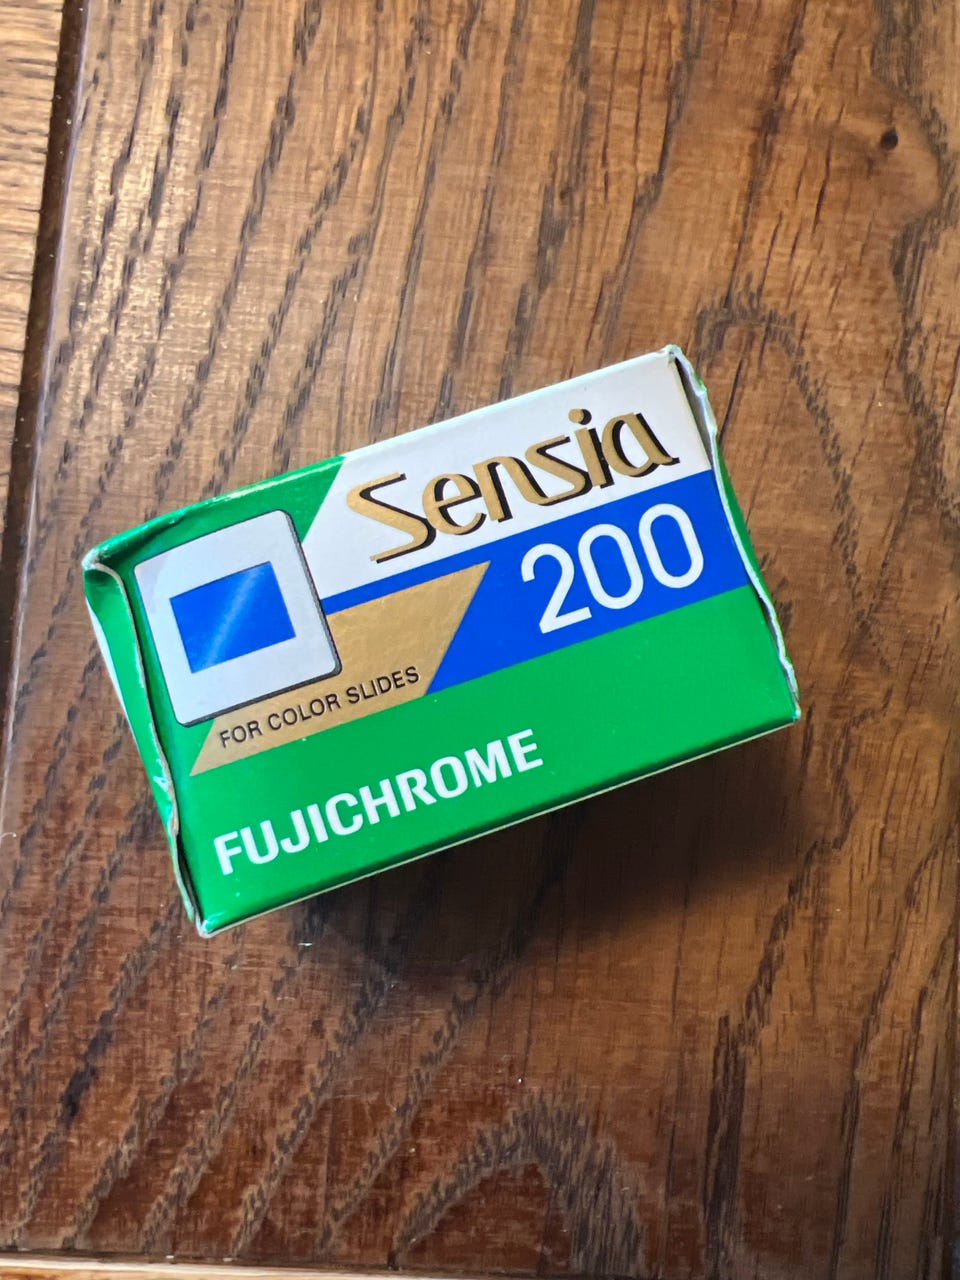 Sensia
200
FOR COLOR SLIDES
FUJICHROME